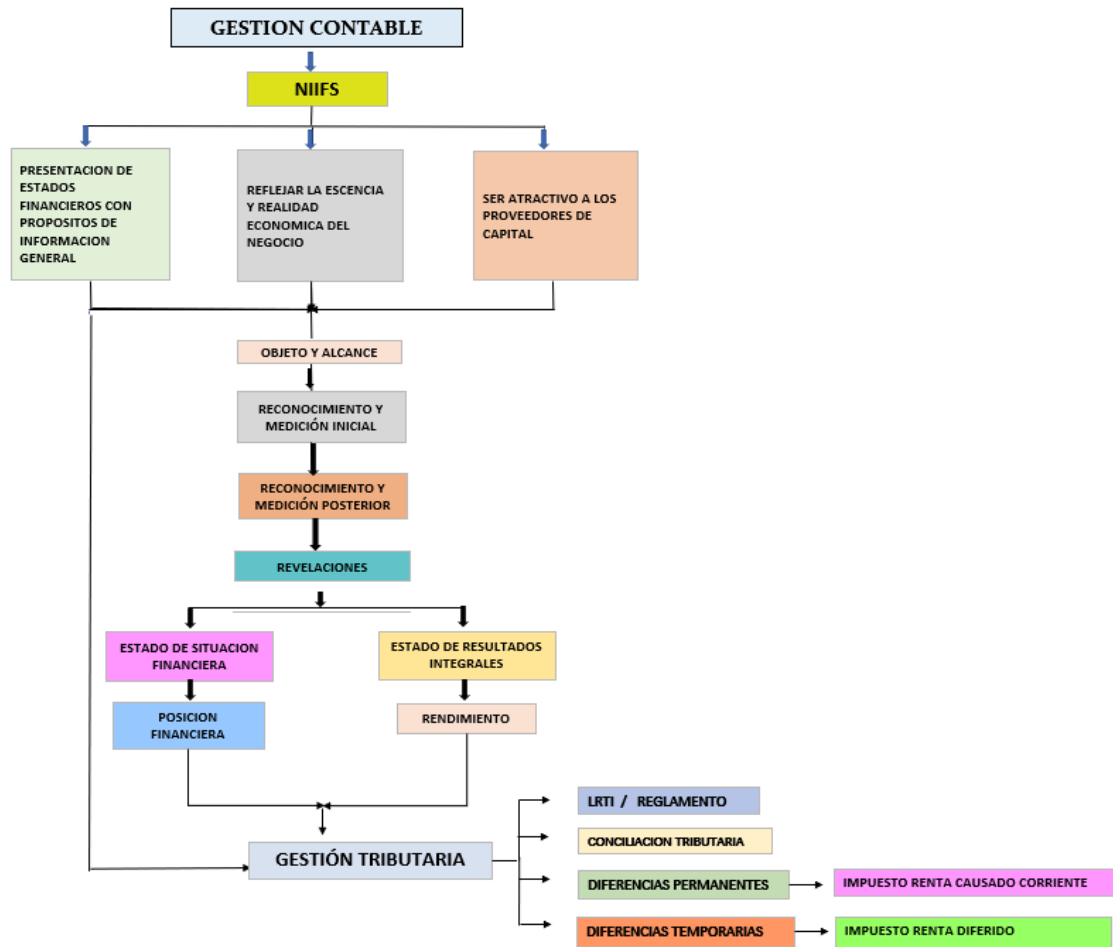 GESTION CONTABLE
NIIFS
PRESENTACION DE
ESTADOS
FINANCIEROS CON
PROPOSITOS DE
INFORMACION
GENERAL
REFLEJAR LA ESCENCIA
Y REALIDAD
ECONOMICA DEL
NEGOCIO
SER ATRACTIVO A LOS
PROVEEDORES DE
CAPITAL
OBJETO Y ALCANCE
RECONOCIMIENTO Y
MEDICIÓN INICIAL
RECONOCIMIENTO Y
MEDICIÓN POSTERIOR
REVELACIONES
ESTADO DE SITUACION
FINANCIERA
ESTADO DE RESULTADOS
INTEGRALES
POSICION
FINANCIERA
RENDIMIENTO
GESTIÓN TRIBUTARIA
LRTI / REGLAMENTO
CONCILIACION TRIBUTARIA
DIFERENCIAS PERMANENTES
IMPUESTO RENTA CAUSADO CORRIENTE
DIFERENCIAS TEMPORARIAS
IMPUESTO RENTA DIFERIDO